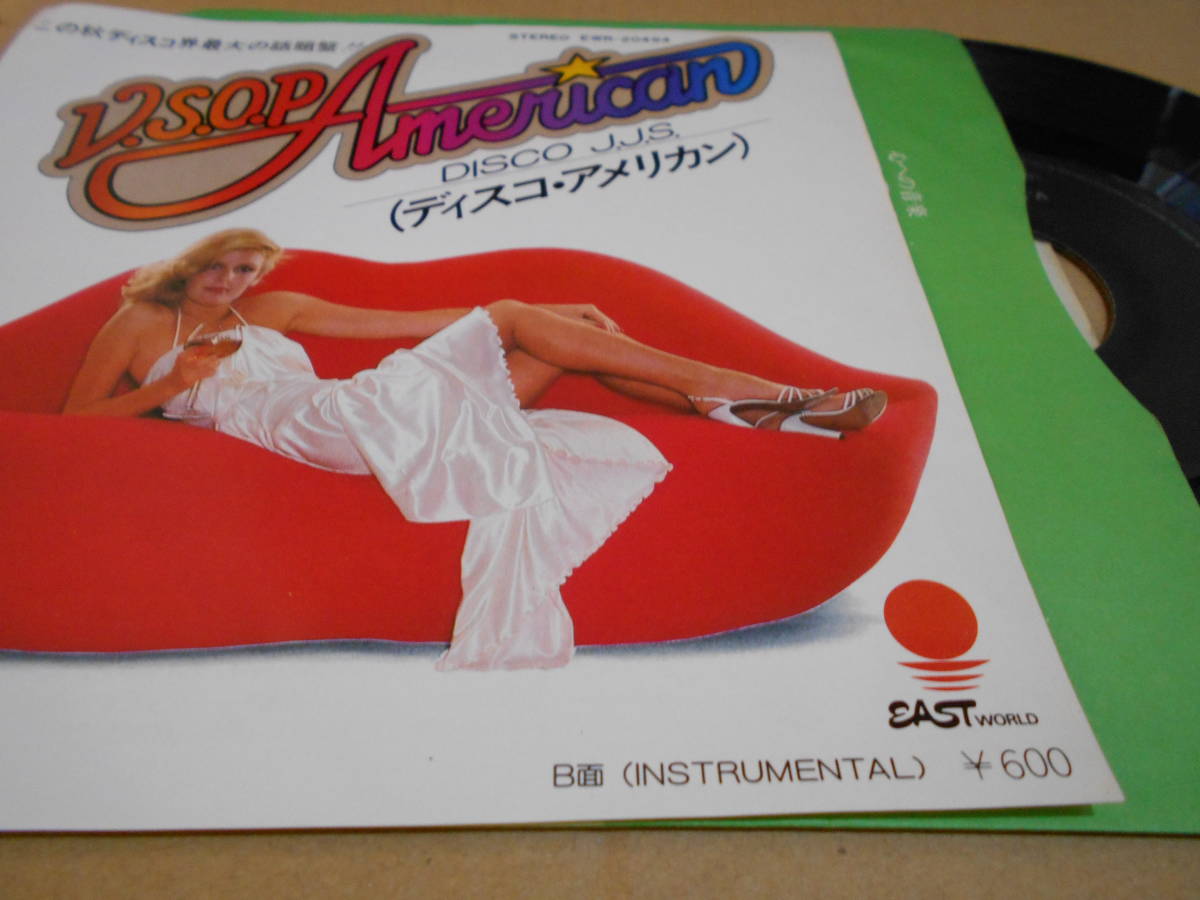 この秋ディスコ界最大の話題盤!!
STEREO EWR-20494
V.S.O.P American
DISCO J.J.S.
(ディスコ・アメリカン)
EAST WORLD
B面 (INSTRUMENTAL) ¥600